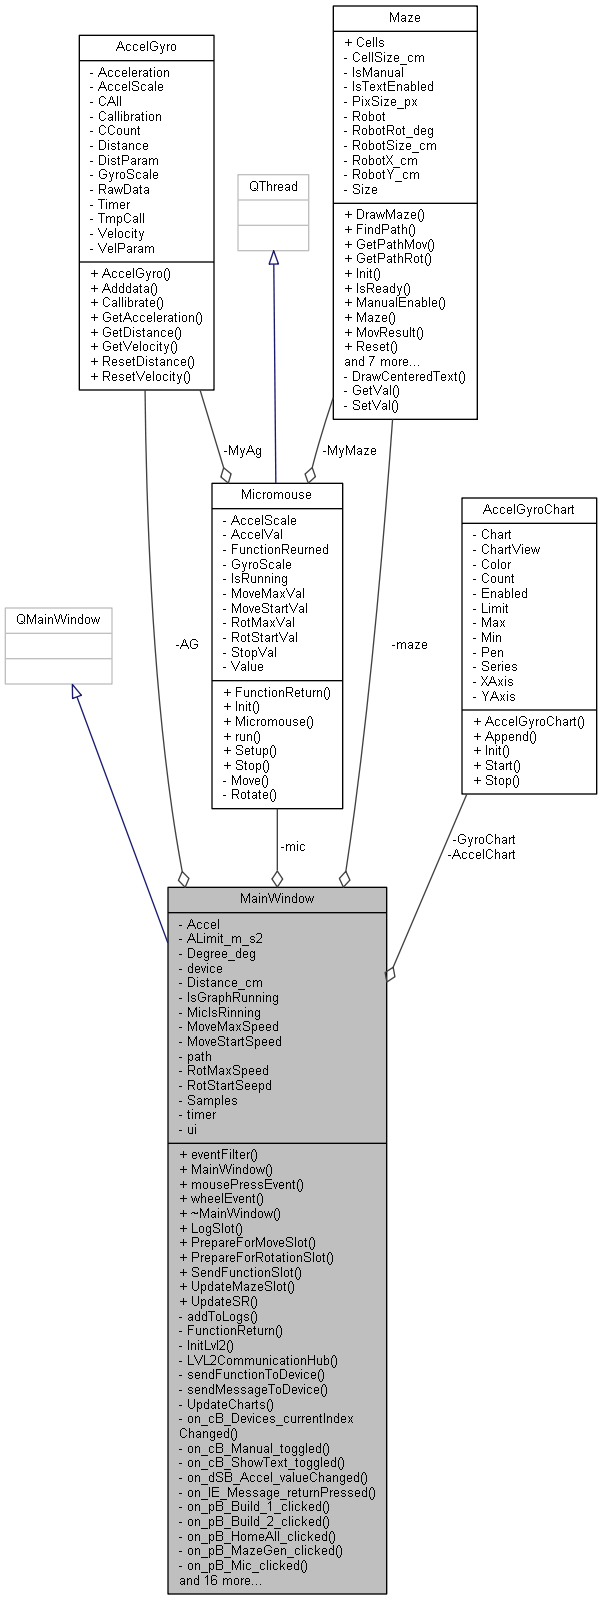 Maze
+ Cells
- CellSize_cm
- IsManual
- IsTextEnabled
- PixSize_px
- Robot
- RobotRot_deg
- RobotSize_cm
- RobotX_cm
- RobotY_cm
- Size
+ DrawMaze()
+ FindPath()
+ GetPathMov()
+ GetPathRot()
+ Init()
+ IsReady()
+ ManualEnable()
+ Maze()
+ MovResult()
+ Reset()
and 7 more...
- DrawCenteredText()
- GetVal()
- SetVal()
AccelGyro
- Acceleration
- AccelScale
- CAll
- Callibration
- CCount
- Distance
- DistParam
- GyroScale
- RawData
- Timer
- TmpCall
- Velocity
- VelParam
+ AccelGyro()
+ Adddata()
+ Callibrate()
+ GetAcceleration()
+ GetDistance()
+ GetVelocity()
+ ResetDistance()
+ ResetVelocity()
QThread
-MyAg
-MyMaze
Micromouse
- AccelScale
- AccelVal
- FunctionReurned
- GyroScale
- IsRunning
- MoveMaxVal
- MoveStartVal
- RotMaxVal
- RotStartVal
- StopVal
- Value
+ FunctionReturn()
+ Init()
+ Micromouse()
+ run()
+ Setup()
+ Stop()
- Move()
- Rotate()
AccelGyroChart
- Chart
- ChartView
- Color
- Count
- Enabled
- Limit
- Max
- Min
- Pen
- Series
- XAxis
- YAxis
+ AccelGyroChart()
+ Append()
+ Init()
+ Start()
+ Stop()
QMainWindow
-AG
-maze
-mic
-GyroChart
-AccelChart
MainWindow
- Accel
- ALimit_m_s2
- Degree_deg
- device
- Distance_cm
- IsGraphRunning
- MicIsRinning
- MoveMaxSpeed
- MoveStartSpeed
- path
- RotMaxSpeed
- RotStartSeepd
- Samples
- timer
- ui
+ eventFilter()
+ MainWindow()
+ mousePressEvent()
+ wheelEvent()
+ ~MainWindow()
+ LogSlot()
+ PrepareForMoveSlot()
+ PrepareForRotationSlot()
+ SendFunctionSlot()
+ UpdateMazeSlot()
+ UpdateSR()
- addToLogs()
- FunctionReturn()
- InitLvl2()
- LVL2CommunicationHub()
- sendFunctionToDevice()
- sendMessageToDevice()
- UpdateCharts()
- on_cB_Devices_currentIndex
Changed()
- on_cB_Manual_toggled()
- on_cB_ShowText_toggled()
- on_dSB_Accel_valueChanged()
- on_lE_Message_returnPressed()
- on_pB_Build_1_clicked()
- on_pB_Build_2_clicked()
- on_pB_HomeAll_clicked()
- on_pB_MazeGen_clicked()
- on_pB_Mic_clicked()
and 16 more...